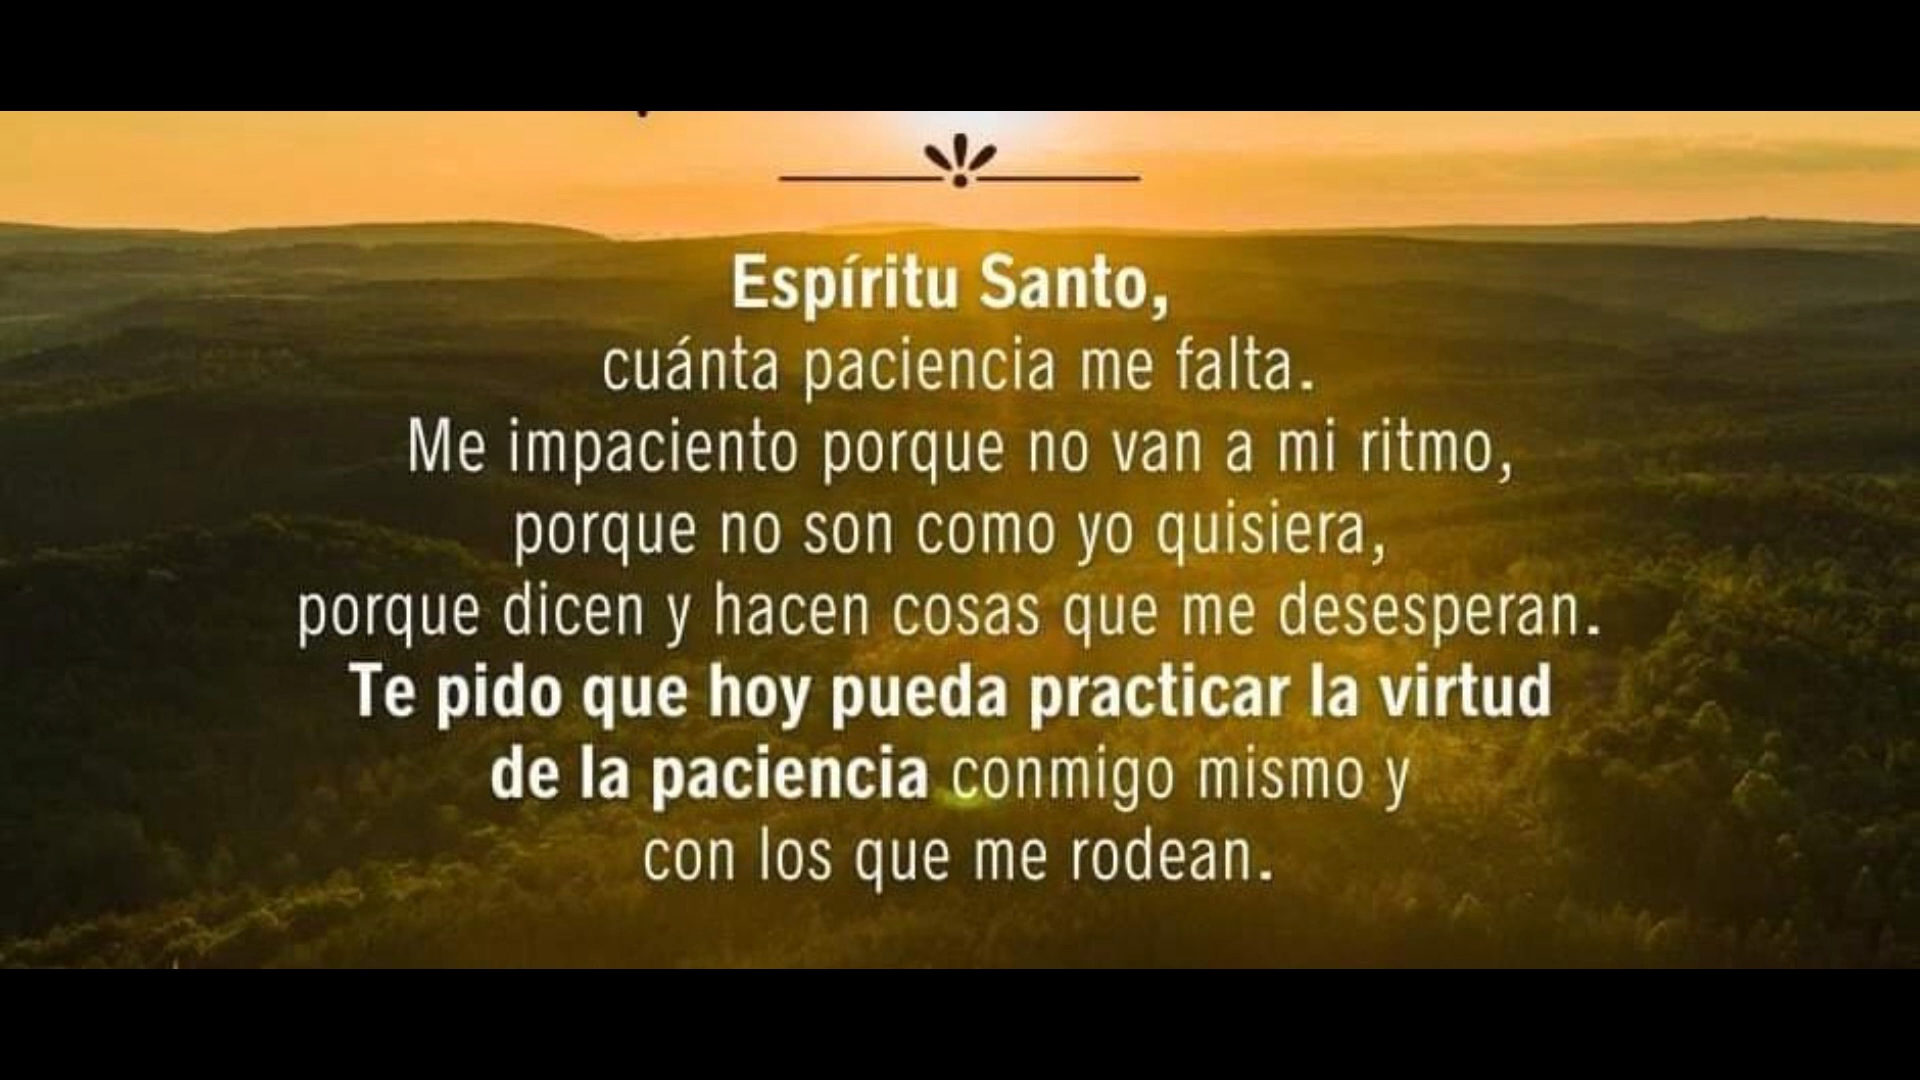 Espíritu Santo,
cuánta paciencia me falta.
Me impaciento porque no van a mi ritmo,
porque no son como yo quisiera,
porque dicen y hacen cosas que me desesperan.
Te pido que hoy pueda practicar la virtud
de la paciencia conmigo mismo y
con los que me rodean.